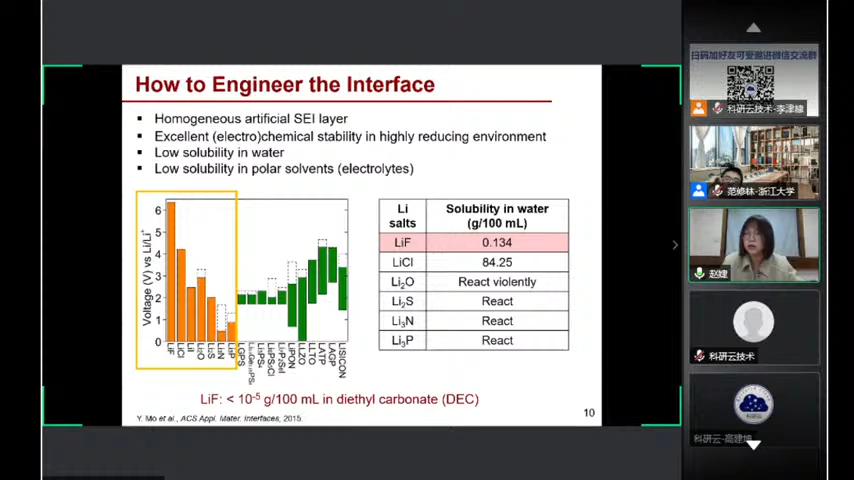 How to Engineer the Interface
▪ Homogeneous artificial SEI layer
▪ Excellent (electro)chemical stability in highly reducing environment
▪ Low solubility in water
▪ Low solubility in polar solvents (electrolytes)
Voltage (V) vs Li/Li⁺
6
5
4
3
2
1
0
LiF
LiCl
LiI
Li₂O
Li₂S
Li₃N
Li₃P
LGPS
Li₃PS₄
LiPON
LLZO
LLTO
LATP
LAGP
LISICON
Li salts Solubility in water (g/100 mL)
LiF 0.134
LiCl 84.25
Li₂O React violently
Li₂S React
Li₃N React
Li₃P React
LiF: < 10⁻⁵ g/100 mL in diethyl carbonate (DEC)
Y. Mo et al., ACS Appl. Mater. Interfaces, 2015.
10
扫码加好友可受邀进微信交流群
科研云技术-李津
范修林-浙江大学
赵婕
科研云技术
科研云
科研云-高建